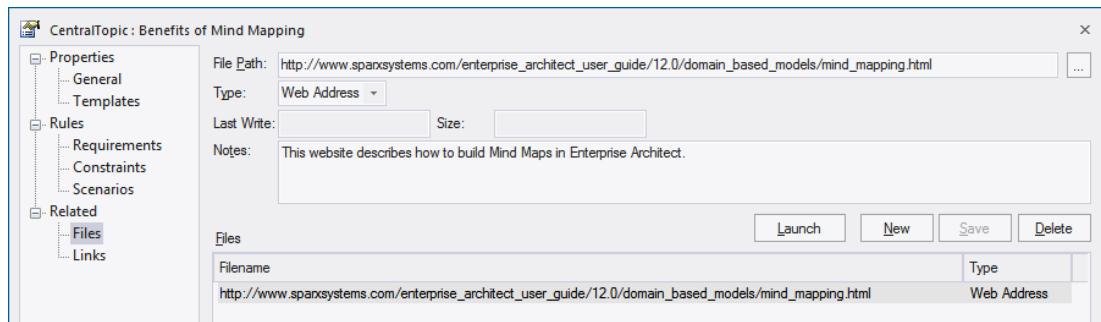 CentralTopic : Benefits of Mind Mapping
Properties
General
Templates
Rules
Requirements
Constraints
Scenarios
Related
Files
Links
File Path: http://www.sparxsystems.com/enterprise_architect_user_guide/12.0/domain_based_models/mind_mapping.html ...
Type: Web Address
Last Write: Size:
Notes: This website describes how to build Mind Maps in Enterprise Architect.
Launch New Save Delete
Files
Filename Type
http://www.sparxsystems.com/enterprise_architect_user_guide/12.0/domain_based_models/mind_mapping.html Web Address